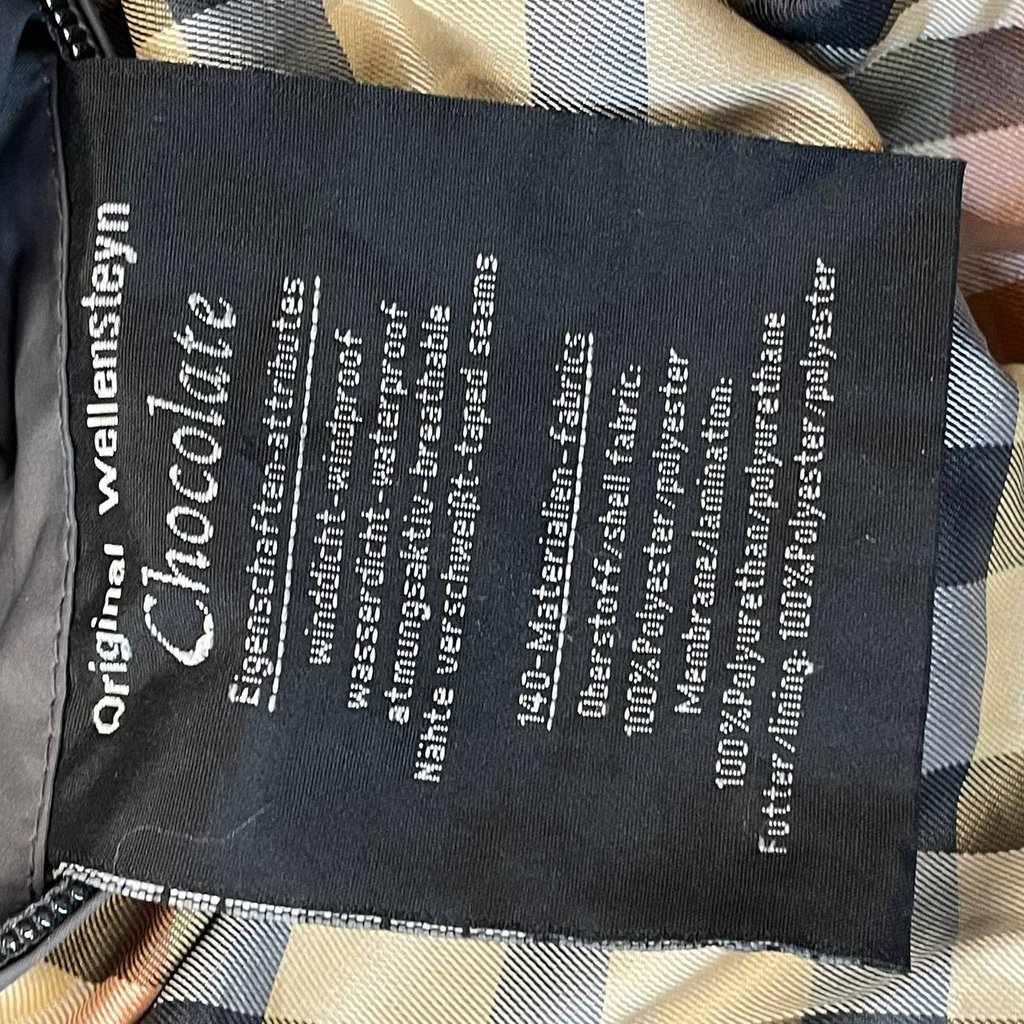 Original wellensteyn
Chocolate
Eigenschaften-attributes
winddicht-windproof
wasserdicht-waterproof
atmungsaktiv-breathable
Nähte verschweißt-taped seams
140-Materialien-fabrics
Oberstoff/shell fabric:
100%Polyester/polyester
Membrane/lamination:
100%Polyurethan/polyurethane
Futter/lining: 100%Polyester/polyester